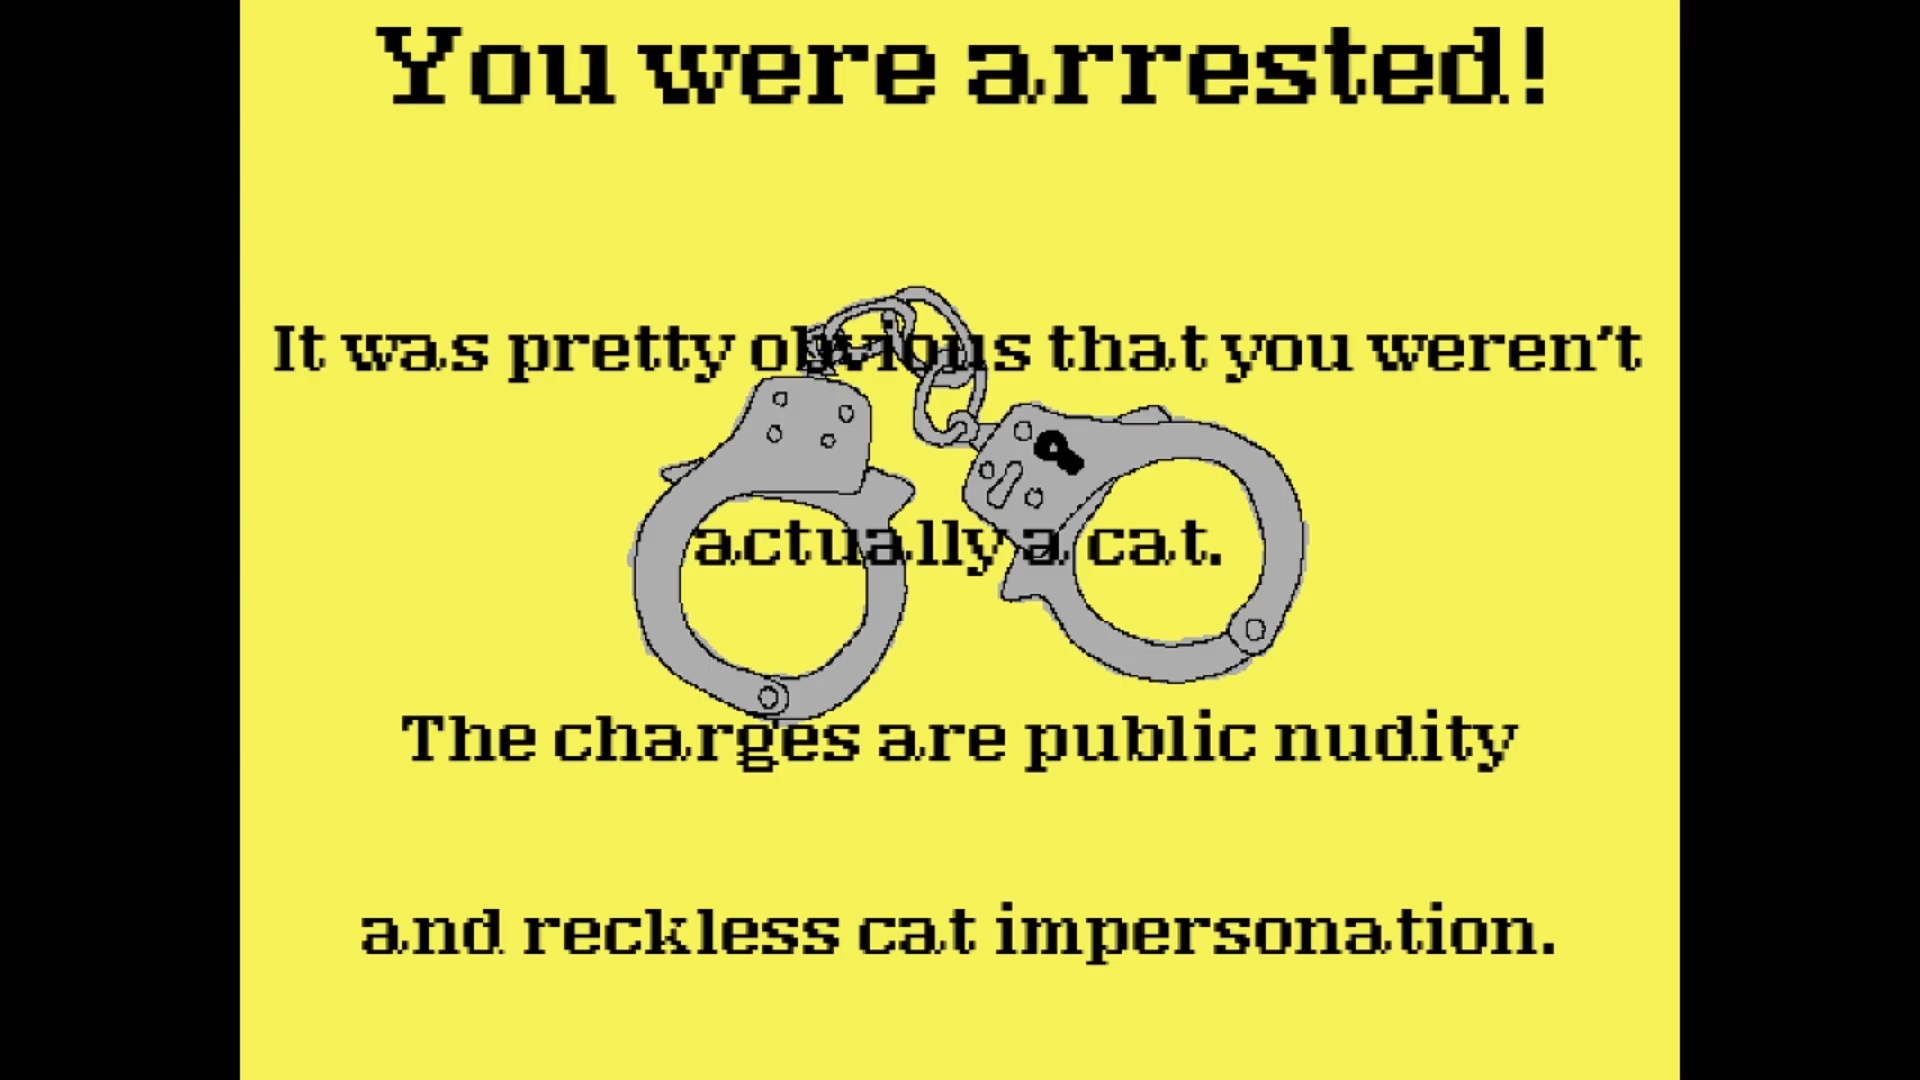 You were arrested!
It was pretty obvious that you weren't
actually a cat.
The charges are public nudity
and reckless cat impersonation.